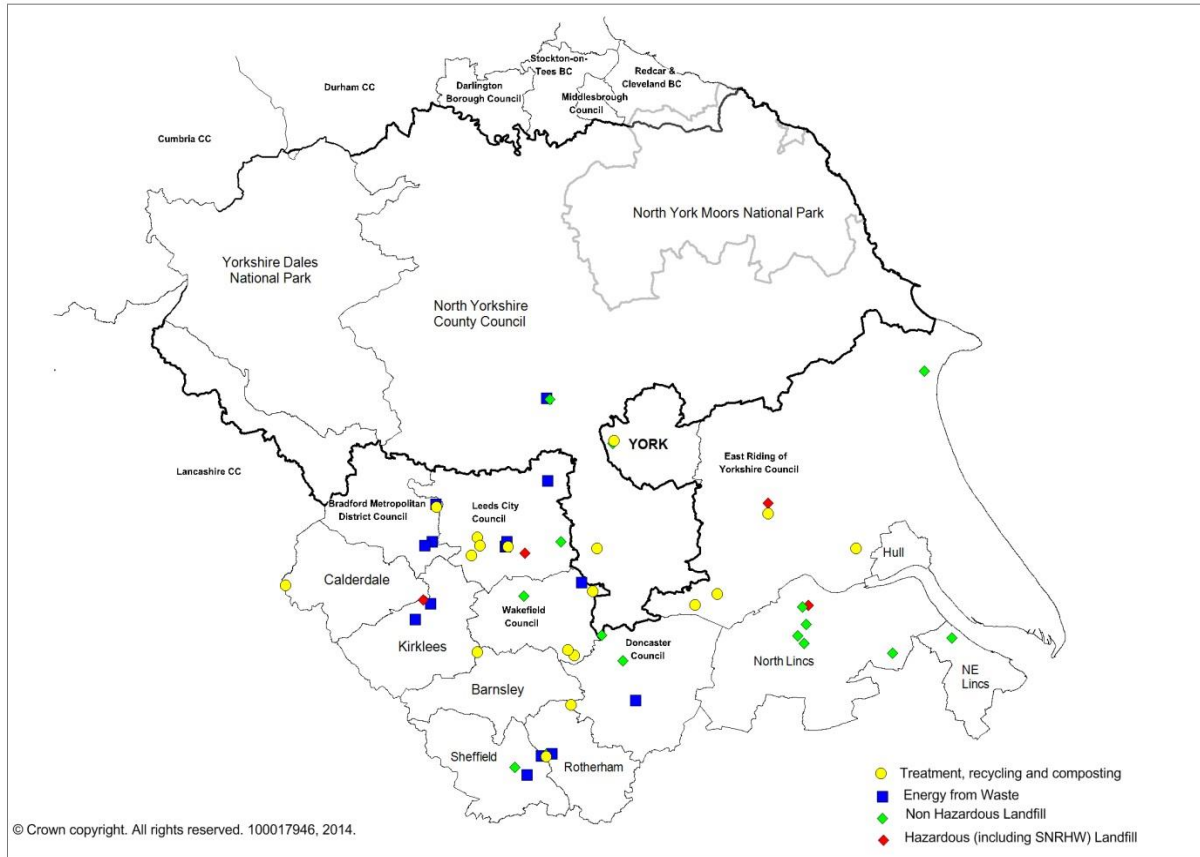 Stockton-on-
Tees BC
Redcar &
Cleveland BC
Durham CC
Darlington
Borough Council
Middlesbrough
Council
Cumbria CC
North York Moors National Park
Yorkshire Dales
National Park
North Yorkshire
County Council
YORK
East Riding of
Yorkshire Council
Lancashire CC
Bradford Metropolitan
District Council
Leeds City
Council
Hull
Calderdale
Wakefield
Council
Kirklees
Doncaster
Council
North Lincs
NE
Lincs
Barnsley
Sheffield
Rotherham
Treatment, recycling and composting
Energy from Waste
Non Hazardous Landfill
Hazardous (including SNRHW) Landfill
© Crown copyright. All rights reserved. 100017946, 2014.